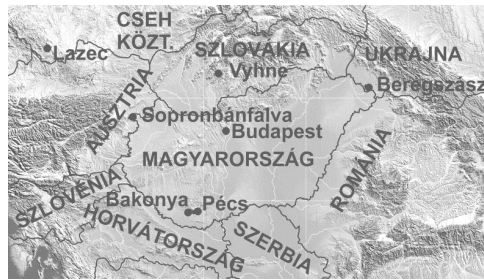 CSEH
KÖZT.
Lazec
SZLOVÁKIA
Vyhne
UKRAJNA
Beregszász
AUSZTRIA
Sopronbánfalva
Budapest
MAGYARORSZÁG
ROMÁNIA
SZLOVÉNIA
Bakonya
Pécs
HORVÁTORSZÁG
SZERBIA